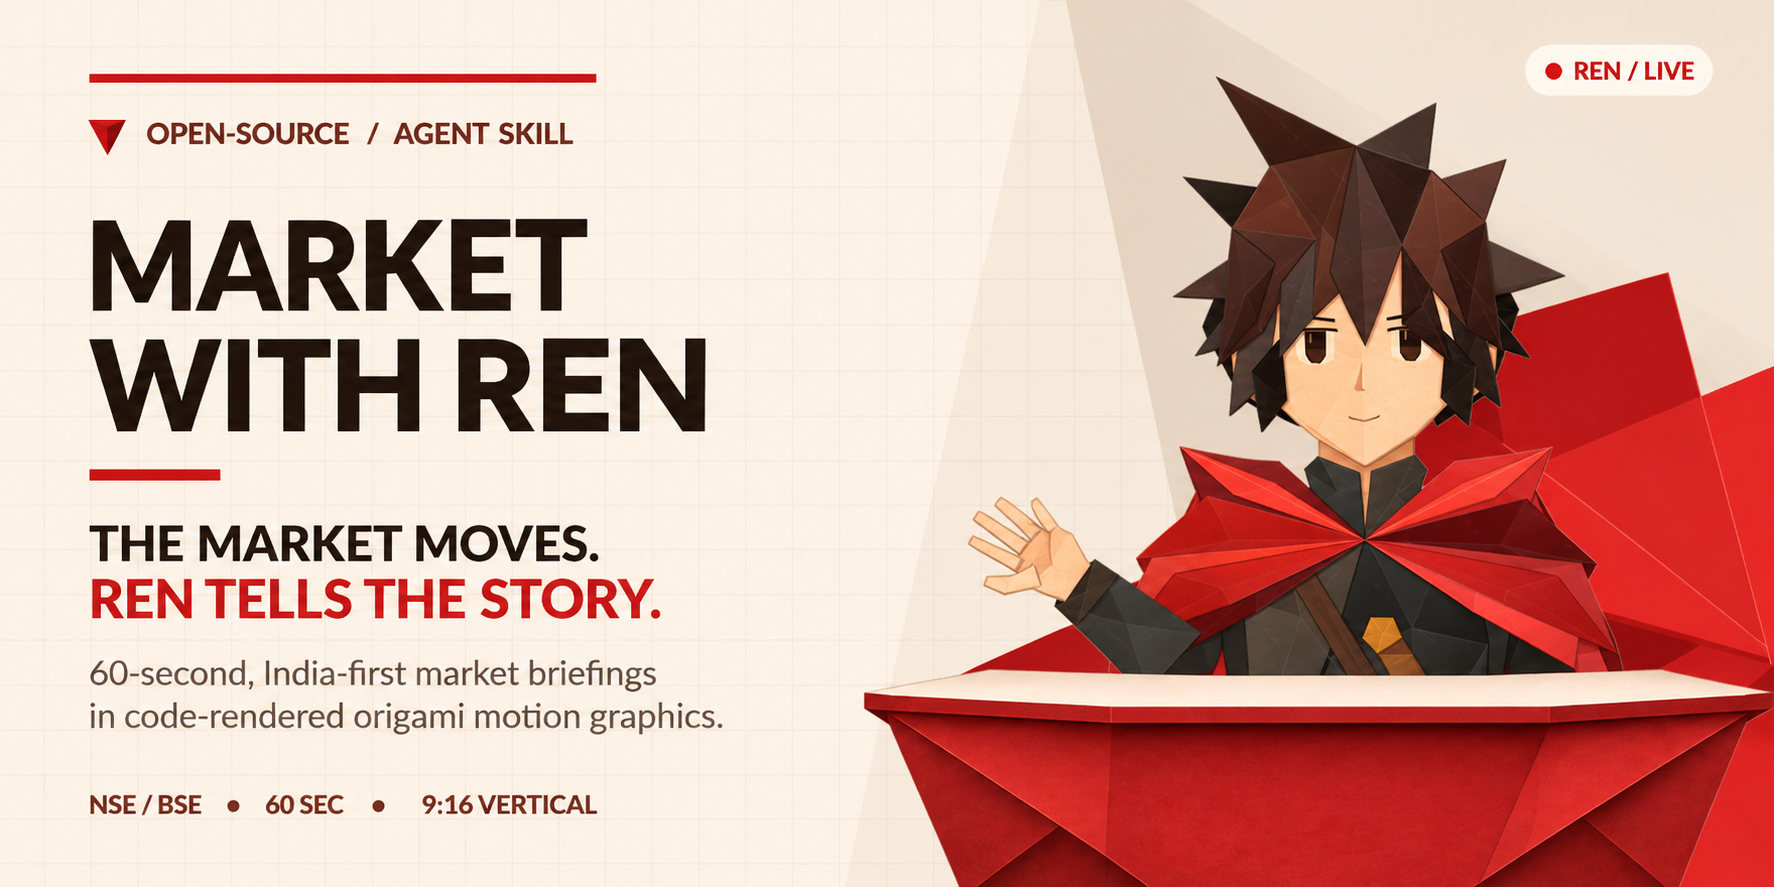 OPEN-SOURCE / AGENT SKILL
REN / LIVE
MARKET
WITH REN
THE MARKET MOVES.
REN TELLS THE STORY.
60-second, India-first market briefings
in code-rendered origami motion graphics.
NSE / BSE • 60 SEC • 9:16 VERTICAL